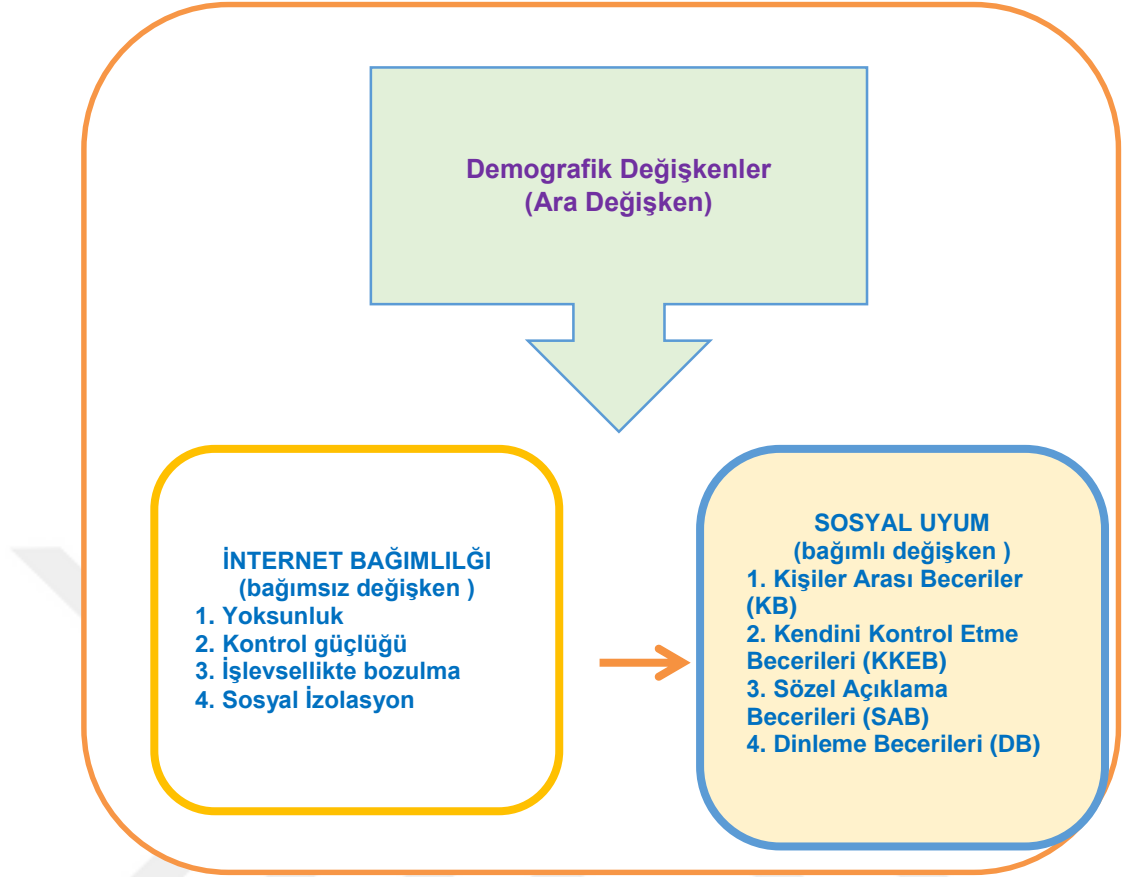 Demografik Değişkenler
(Ara Değişken)
İNTERNET BAĞIMLILĞI
(bağımsız değişken )
1. Yoksunluk
2. Kontrol güçlüğü
3. İşlevsellikte bozulma
4. Sosyal İzolasyon
SOSYAL UYUM
(bağımlı değişken )
1. Kişiler Arası Beceriler
(KB)
2. Kendini Kontrol Etme
Becerileri (KKEB)
3. Sözel Açıklama
Becerileri (SAB)
4. Dinleme Becerileri (DB)